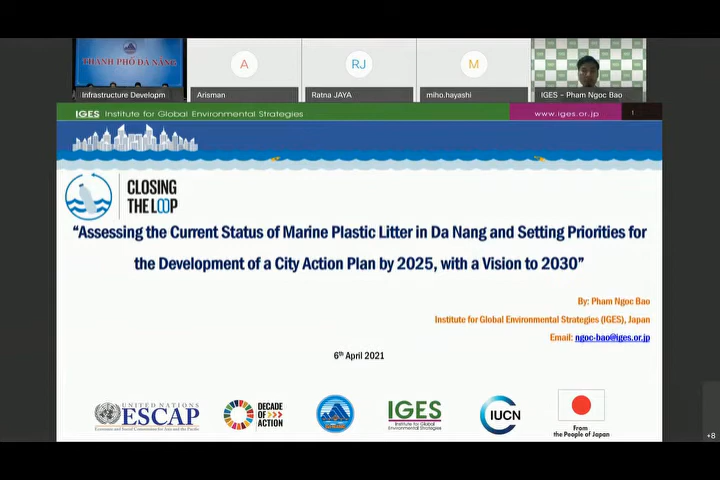 THÀNH PHỐ ĐÀ NẴNG
A
RJ
M
Infrastructure Developm
Arisman
Ratna JAYA
miho.hayashi
IGES - Pham Ngoc Bao
IGES Institute for Global Environmental Strategies
www.iges.or.jp
1
CLOSING
THE LOOP
“Assessing the Current Status of Marine Plastic Litter in Da Nang and Setting Priorities for
the Development of a City Action Plan by 2025, with a Vision to 2030”
By: Pham Ngoc Bao
Institute for Global Environmental Strategies (IGES), Japan
Email: ngoc-bao@iges.or.jp
6th April 2021
UNITED NATIONS
ESCAP
Economic and Social Commission for Asia and the Pacific
DECADE
OF >>>
ACTION
IGES
Institute for Global
Environmental Strategies
IUCN
From
the People of Japan
+8